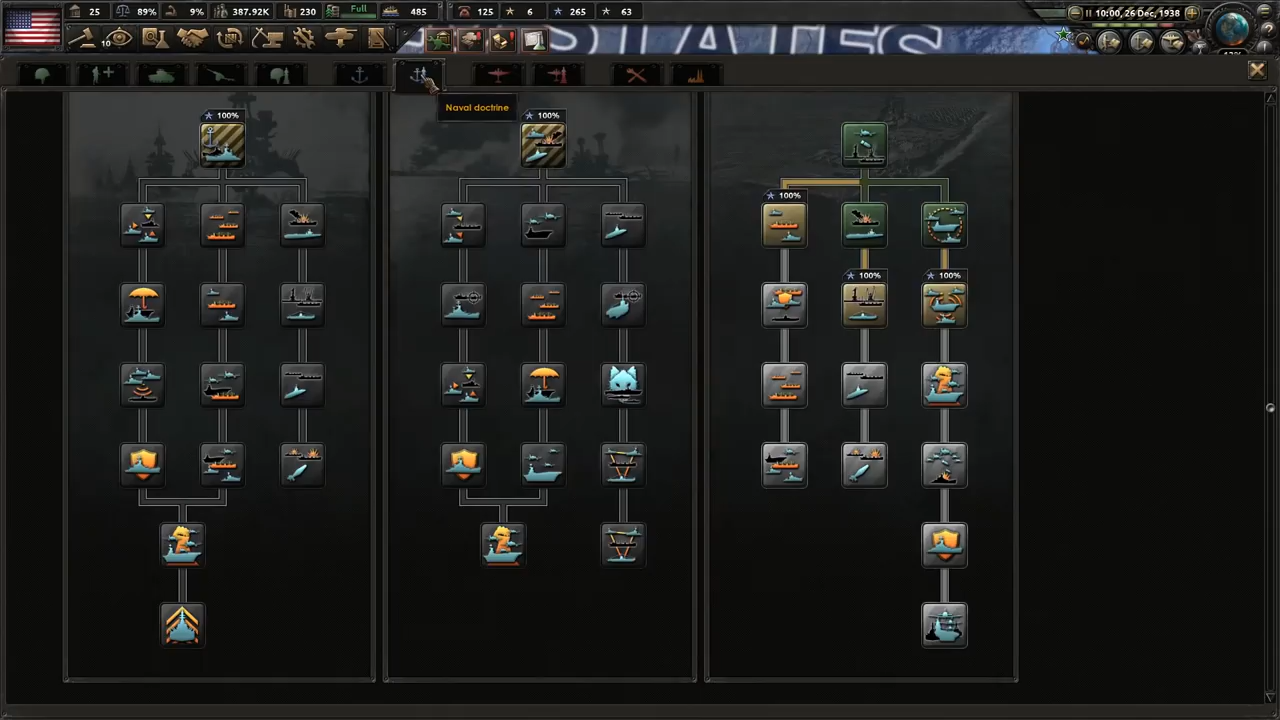 25 89% 9% 387.92K 230 Full 485 125 6 265 63 10:00, 26 Dec, 1938
10
STATES
Naval doctrine
100% 100%
100%
100% 100%